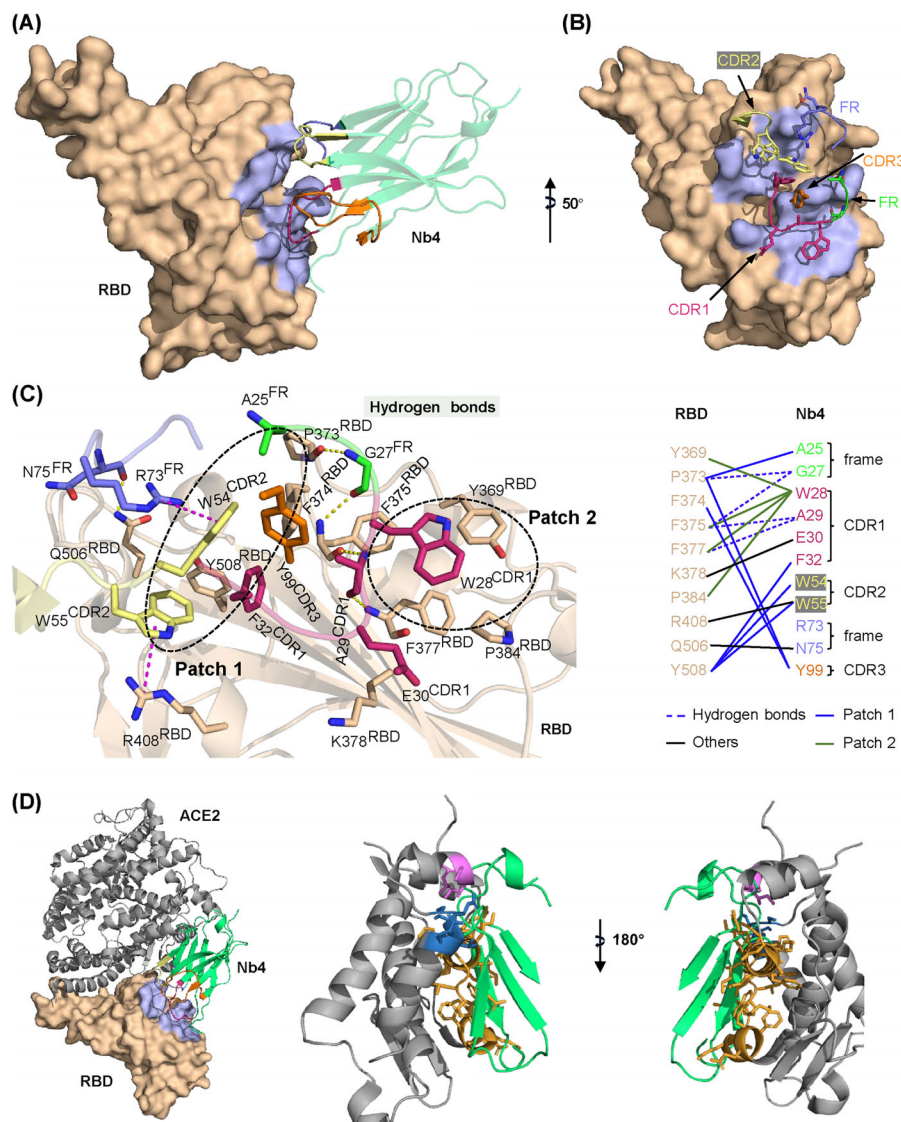 (A)
(B)
CDR2
FR
CDR3
FR
50°
Nb4
RBD
CDR1
(C)
A25FR
Hydrogen bonds
P373RBD
G27FR
N75FR
R73FR
W54CDR2
F374RBD
F375RBD
Y369RBD
Patch 2
Q506RBD
Y508RBD
Y99CDR3
W28CDR1
W55CDR2
F32CDR1
A29CDR1
F377RBD
P384RBD
Patch 1
E30CDR1
R408RBD
K378RBD
RBD
RBD Nb4
Y369 A25
P373 G27 frame
F374 W28
F375 A29
F377 E30 CDR1
K378 F32
P384 W54
R408 W55 CDR2
Q506 R73
Y508 N75 frame
Y99 CDR3
Hydrogen bonds Patch 1
Others Patch 2
(D)
ACE2
Nb4
180°
RBD